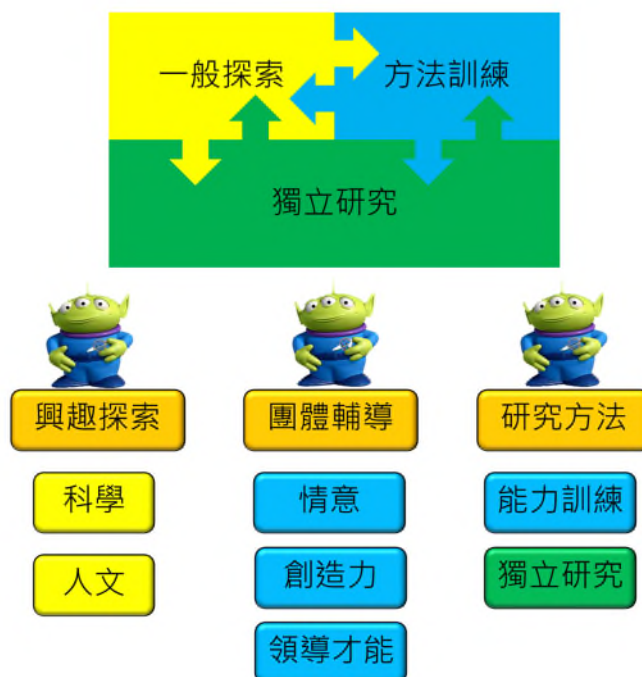 一般探索
方法訓練
獨立研究
興趣探索
團體輔導
研究方法
科學
情意
能力訓練
人文
創造力
獨立研究
領導才能